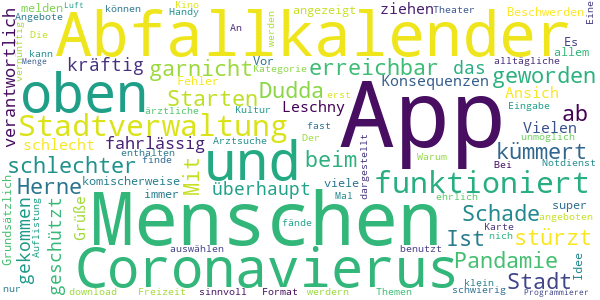 melden können Handy Kino ziehen Theater Eine
Angebote Luft angezeigt Beschwerden
Die An werden
kann Abfallkalender
vernünftig Menge Es allem
verantwortlich kräftig garnicht Vor erreichbar das alltägliche
Kategorie geworden
oben Fehler Dudda App Konsequenzen
Starten erst Leschny Ansich ab
Stadtverwaltung Kultur Eingabe
ärztliche Der Vielen
schlecht fahrlässig fast unmöglich
enthalten und Arztsuche Warum Bei kümmert
schlechter finde Mit beim dargestellt Notdienst
Grundsätzlich Herne komischerweise überhaupt funktioniert
Auflistung immer viele ehrlich super
gekommen geschützt Grüße Menschen Mal Schade angeboten
fände benutzt Karte
Ist nich stürzt
auswählen Idee
Coronavierus Pandamie
Stadt
nur download Freizeit sinnvoll Format werdern Themen klein schwierig Programmierer